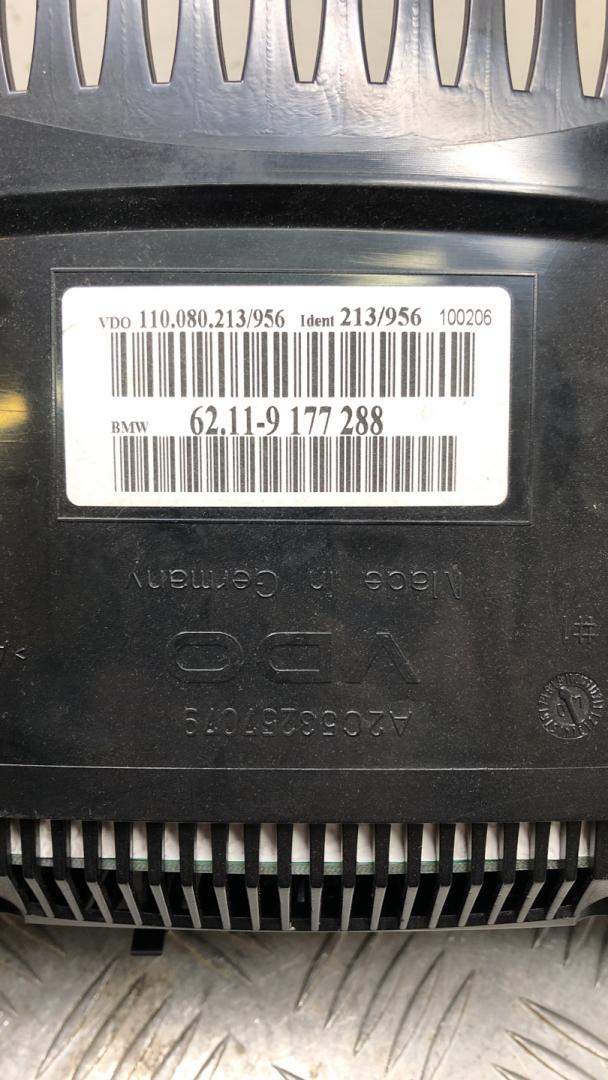 VDO 110.080.213/956 Ident 213/956 100206
BMW 62.11-9 177 288
Made in Germany
VDO
#1
A2C53257079